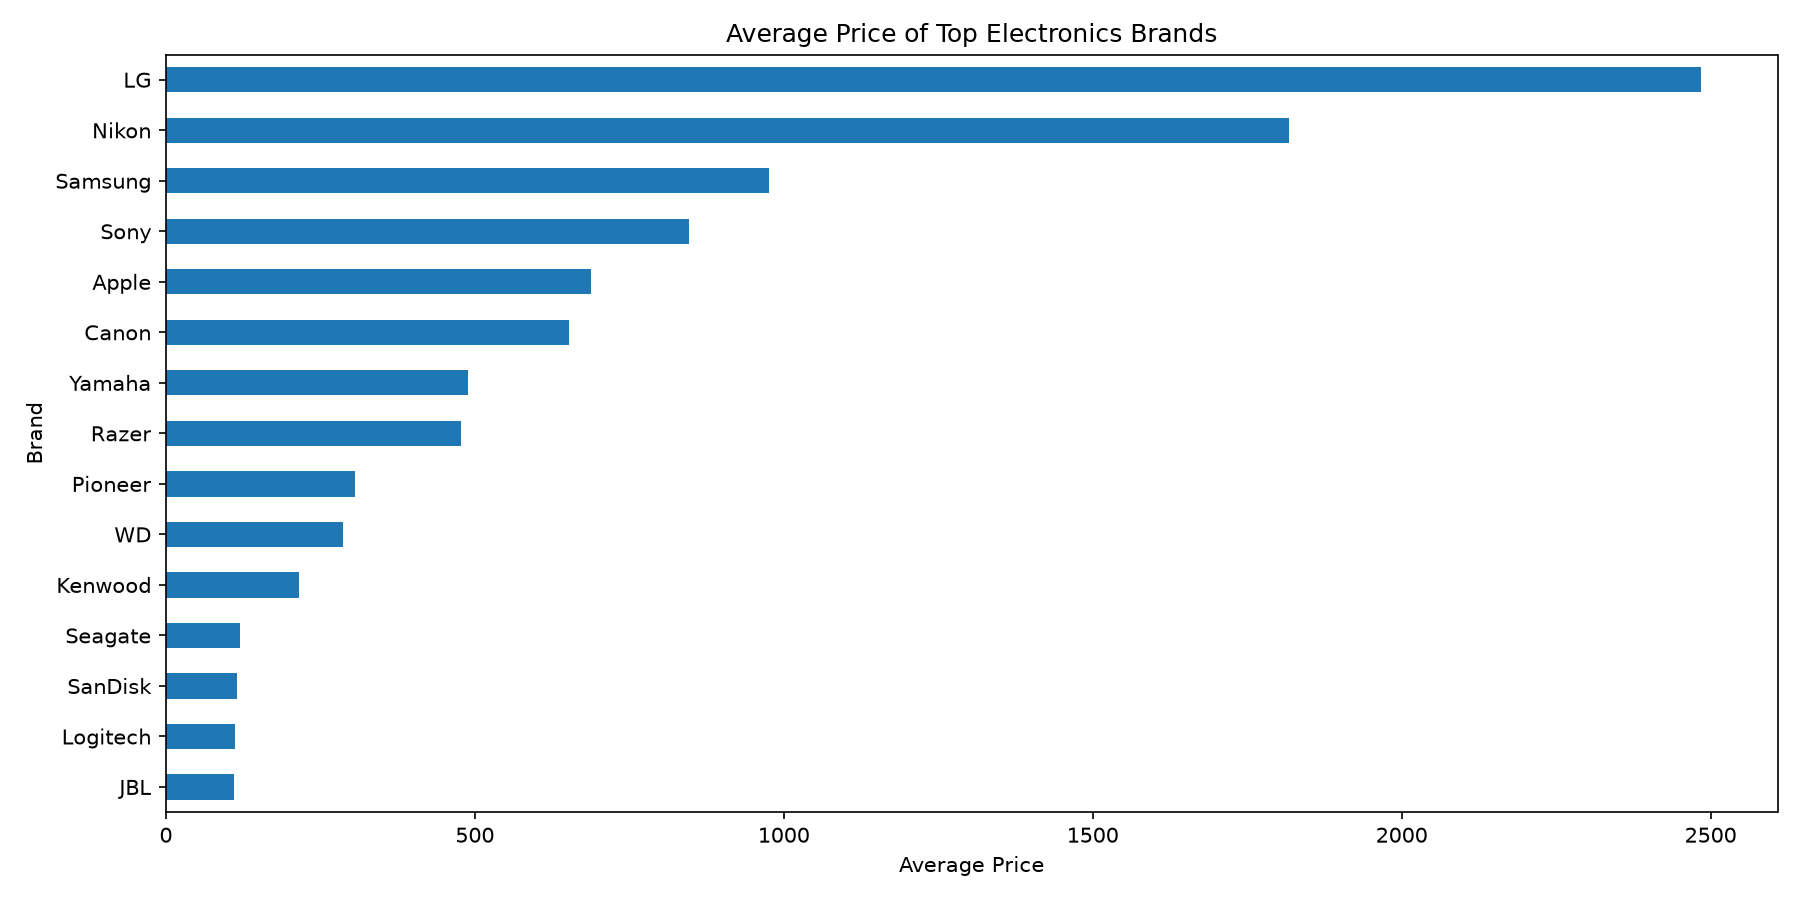 Average Price of Top Electronics Brands
LG
Nikon
Samsung
Sony
Apple
Canon
Yamaha
Razer
Pioneer
WD
Kenwood
Seagate
SanDisk
Logitech
JBL
Brand
0 500 1000 1500 2000 2500
Average Price